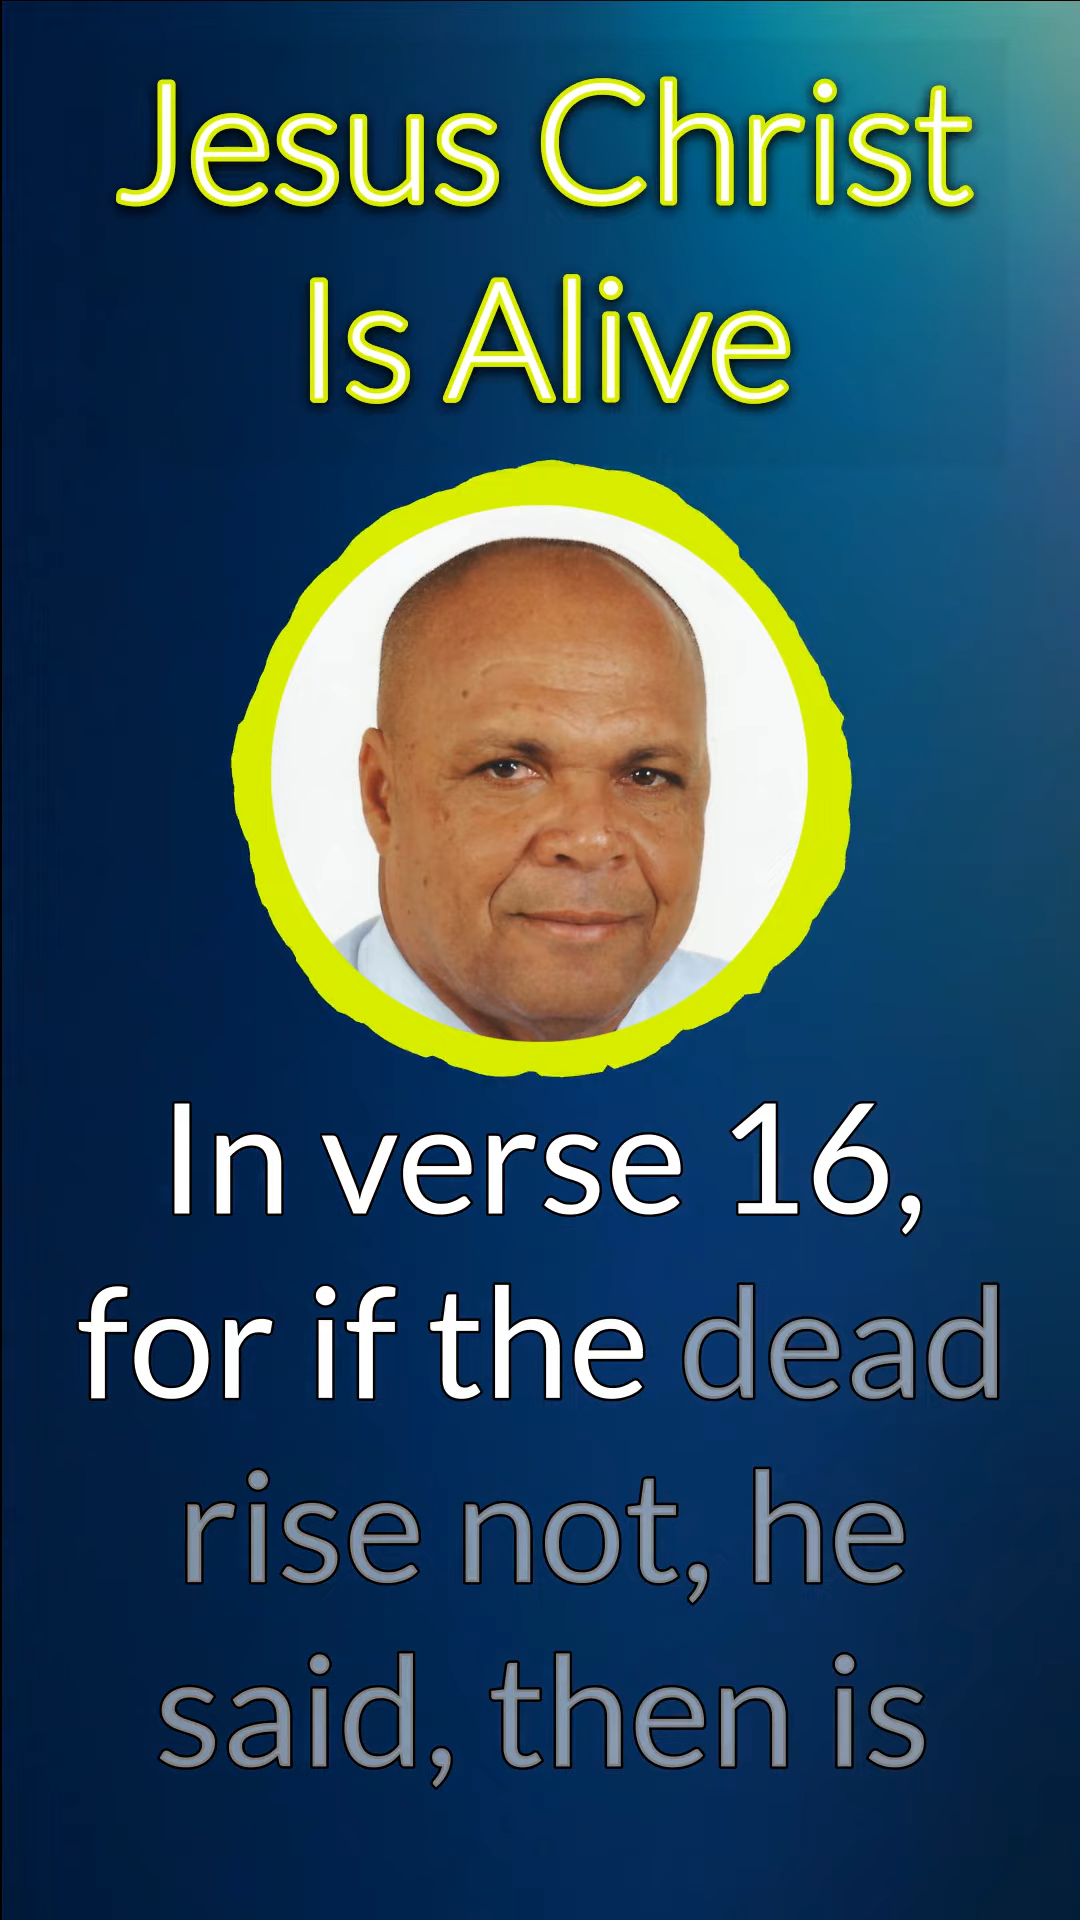 Jesus Christ
Is Alive
In verse 16,
for if the dead
rise not, he
said, then is